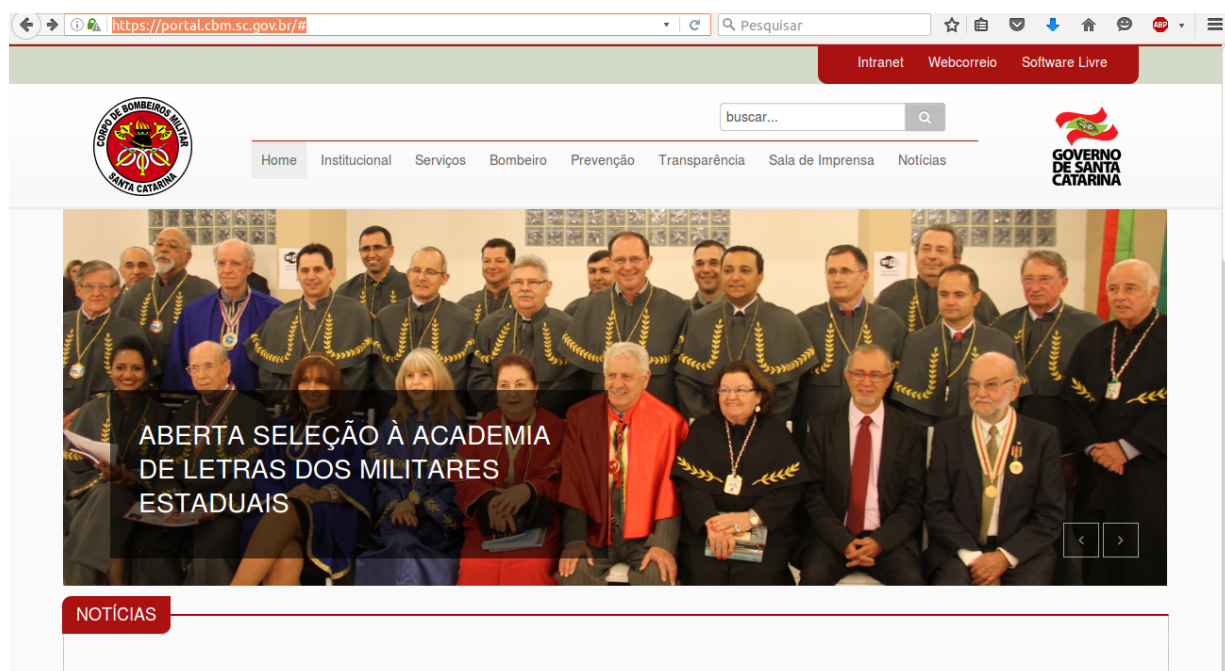 https://portal.cbm.sc.gov.br/#
Pesquisar
ABP
Intranet Webcorreio Software Livre
CORPO DE BOMBEIROS MILITAR
SANTA CATARINA
buscar...
Home Institucional Serviços Bombeiro Prevenção Transparência Sala de Imprensa Notícias
GOVERNO
DE SANTA
CATARINA
ABERTA SELEÇÃO À ACADEMIA
DE LETRAS DOS MILITARES
ESTADUAIS
NOTÍCIAS